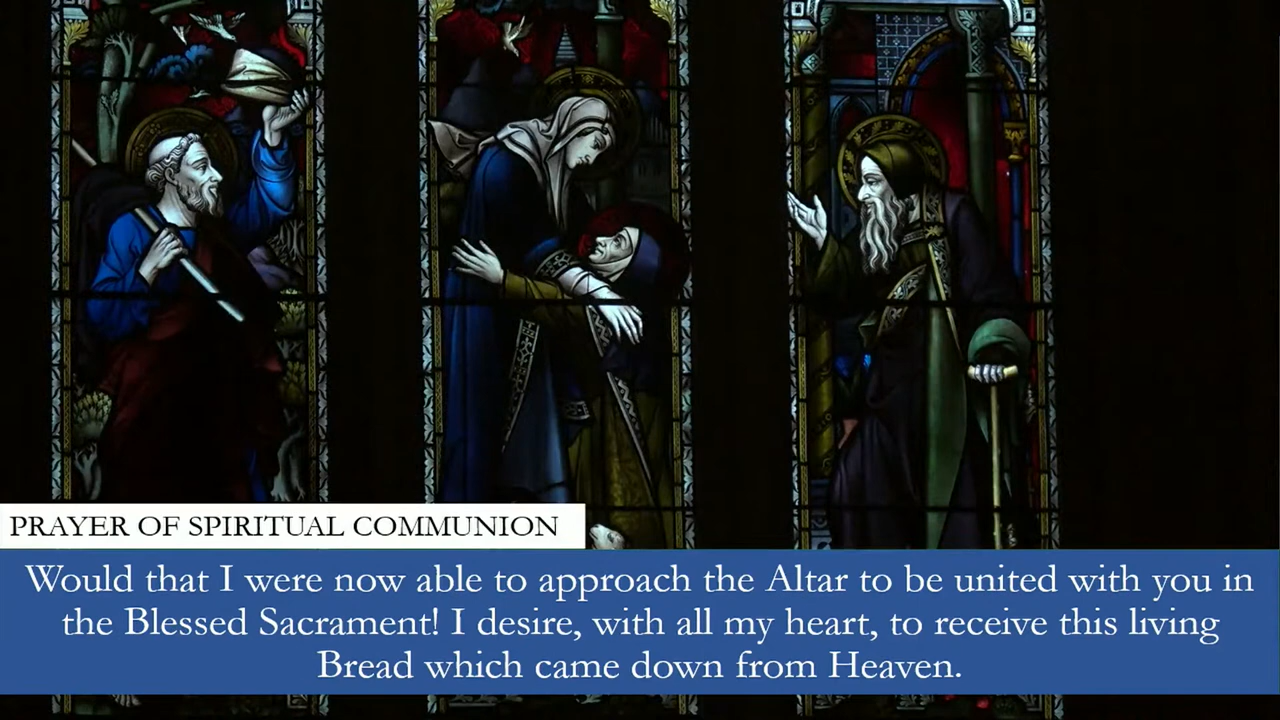 PRAYER OF SPIRITUAL COMMUNION
Would that I were now able to approach the Altar to be united with you in
the Blessed Sacrament! I desire, with all my heart, to receive this living
Bread which came down from Heaven.